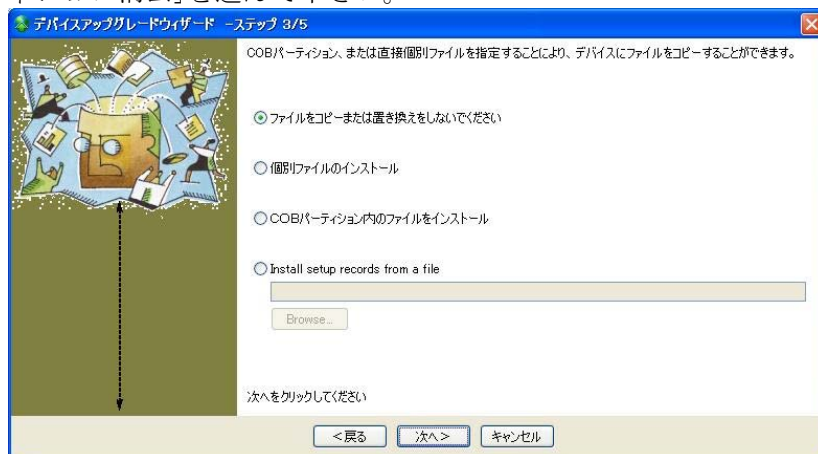 デバイスアップグレードウィザード －ステップ 3/5
COBパーティション、または直接個別ファイルを指定することにより、デバイスにファイルをコピーすることができます。
ファイルをコピーまたは置き換えをしないでください
個別ファイルのインストール
COBパーティション内のファイルをインストール
Install setup records from a file
Browse...
次へをクリックしてください
<戻る 次へ> キャンセル